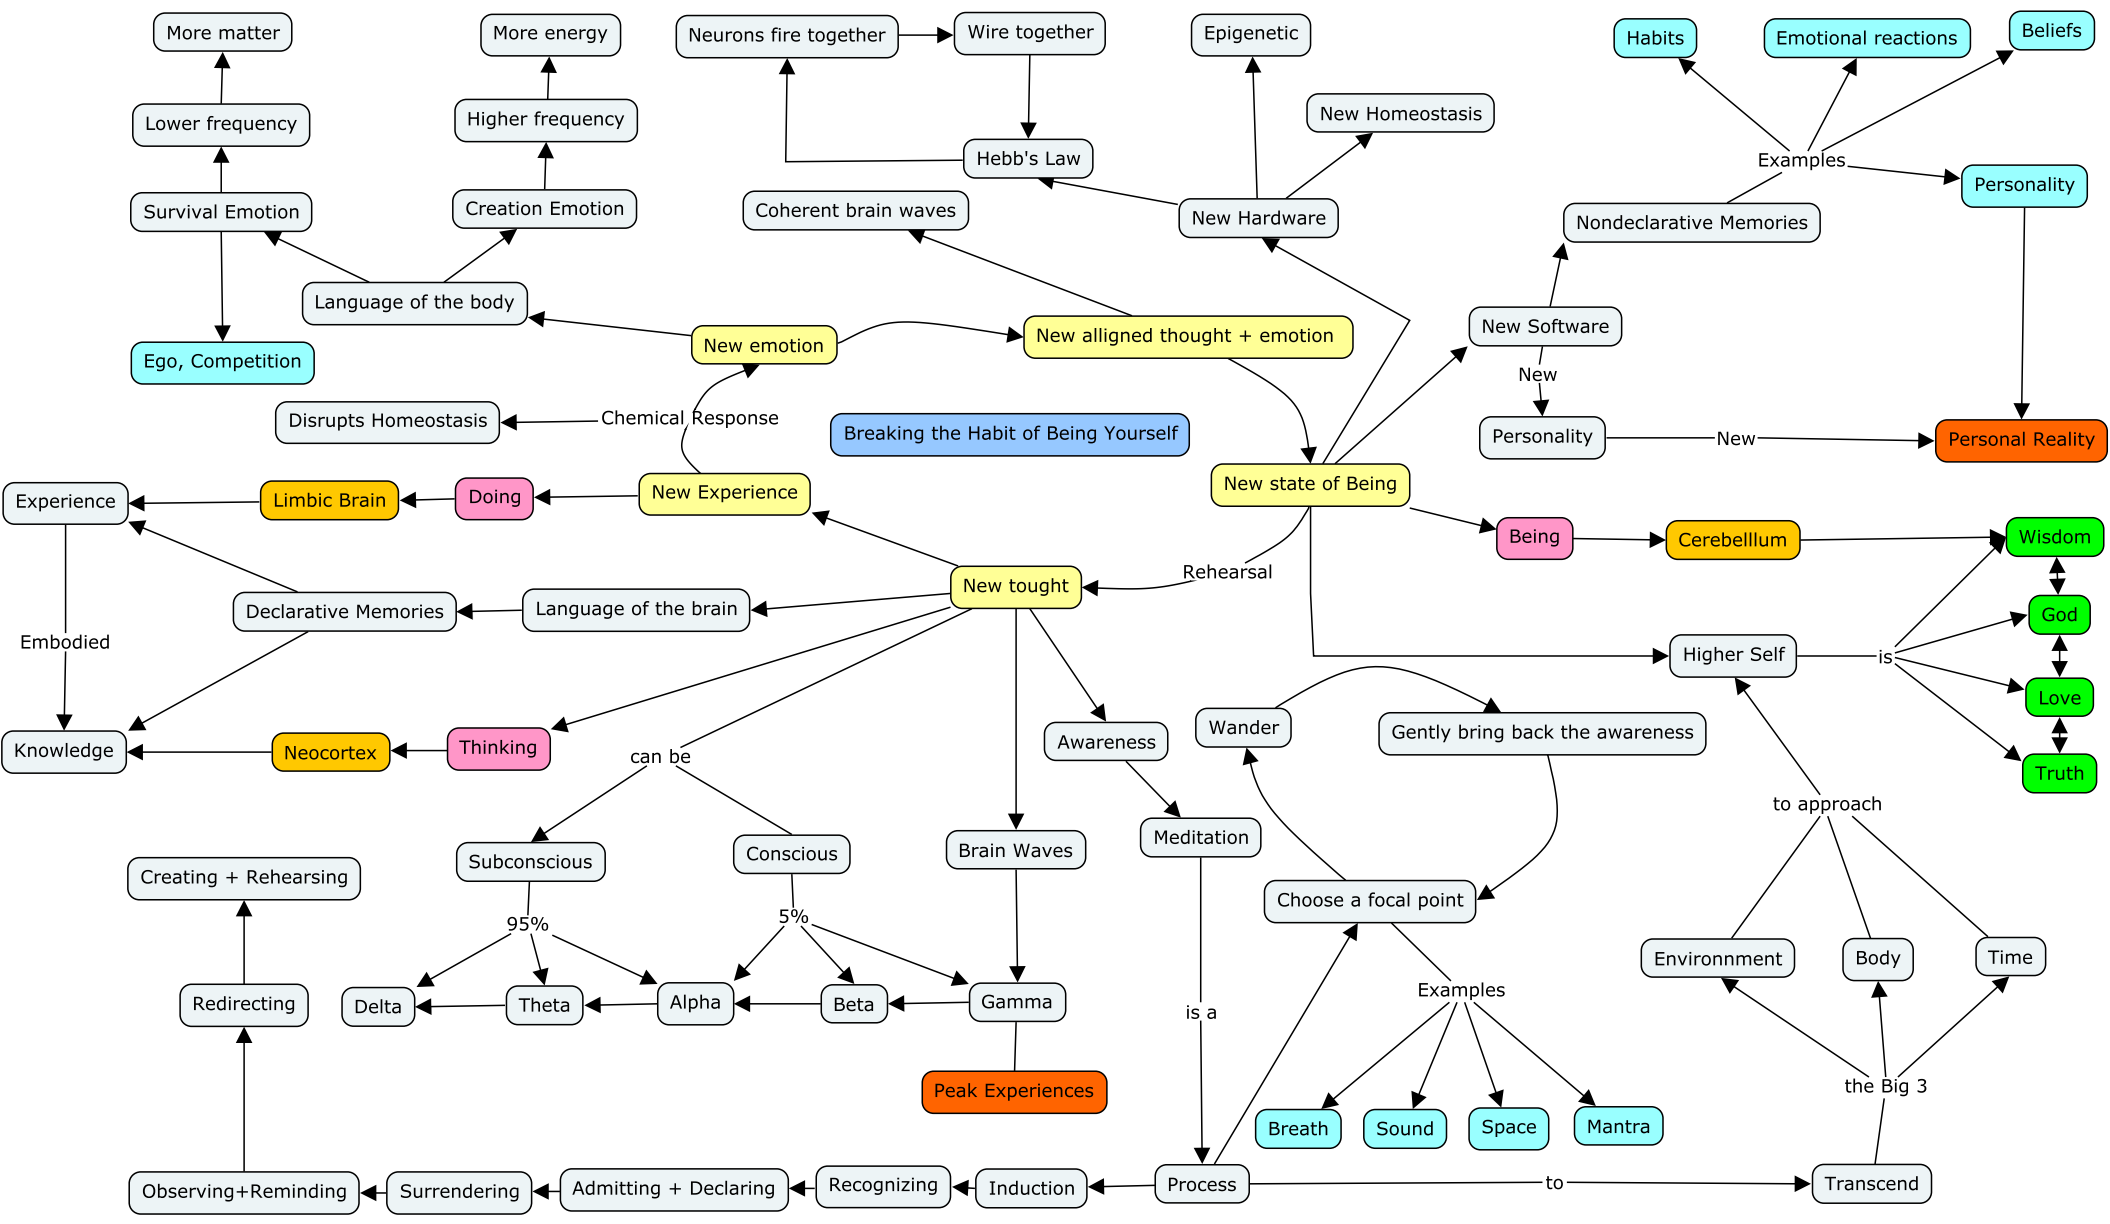 More matter
More energy
Neurons fire together
Wire together
Epigenetic
Habits
Emotional reactions
Beliefs
Lower frequency
Higher frequency
New Homeostasis
Hebb's Law
Examples
Personality
Survival Emotion
Creation Emotion
Coherent brain waves
New Hardware
Nondeclarative Memories
Language of the body
New Software
Ego, Competition
New emotion
New alligned thought + emotion
New
Disrupts Homeostasis
Chemical Response
Breaking the Habit of Being Yourself
Personality
New
Personal Reality
Experience
Limbic Brain
Doing
New Experience
New state of Being
Being
Cerebelllum
Wisdom
Declarative Memories
Language of the brain
New tought
Rehearsal
God
Embodied
Higher Self
is
Love
Knowledge
Neocortex
Thinking
can be
Awareness
Wander
Gently bring back the awareness
Truth
to approach
Creating + Rehearsing
Subconscious
Conscious
Brain Waves
Meditation
Choose a focal point
95%
5%
Environnment
Body
Time
Redirecting
Delta
Theta
Alpha
Beta
Gamma
is a
Examples
Peak Experiences
the Big 3
Breath
Sound
Space
Mantra
Observing+Reminding
Surrendering
Admitting + Declaring
Recognizing
Induction
Process
to
Transcend